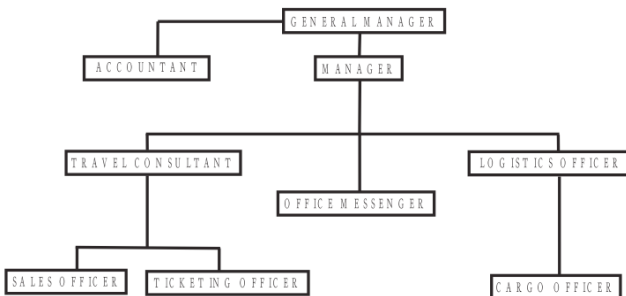 GENERAL MANAGER
ACCOUNTANT
MANAGER
TRAVEL CONSULTANT
LOGISTICS OFFICER
OFFICE MESSENGER
SALES OFFICER
TICKETING OFFICER
CARGO OFFICER